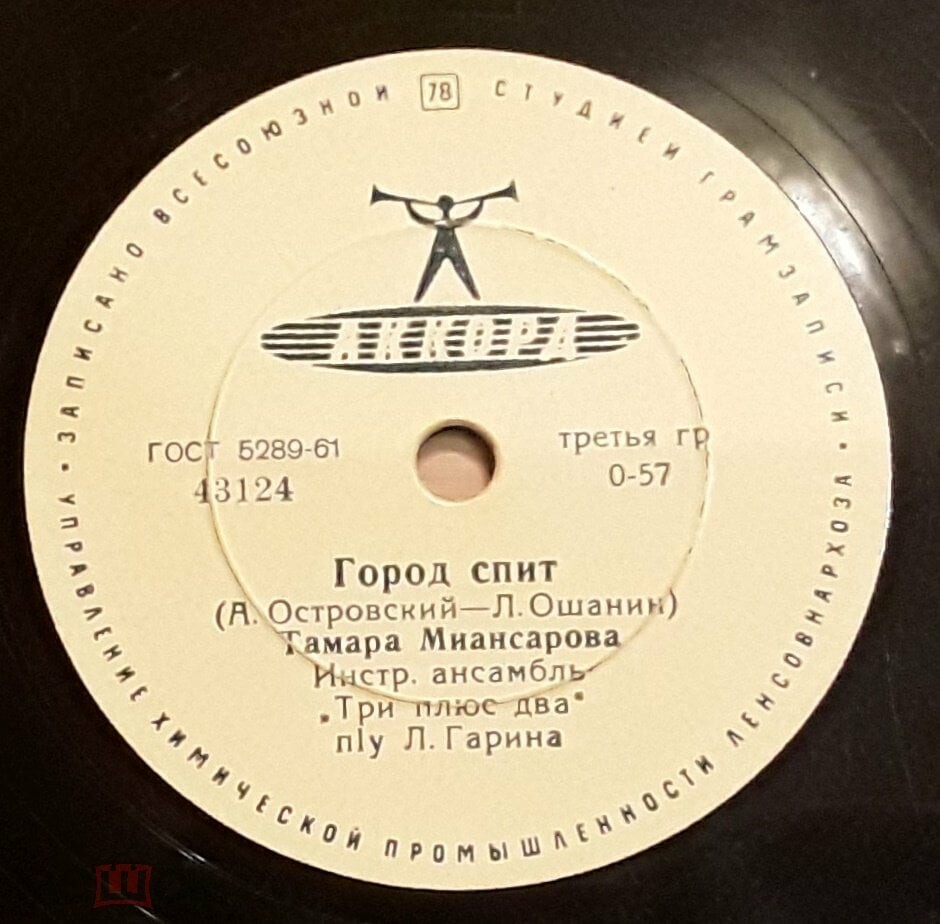 ЗАПИСАНО ВСЕСОЮЗНОЙ 78 СТУДИЕЙ ГРАМЗАПИСИ
АККОРД
ГОСТ 5289-61
43124
третья гр
0-57
Город спит
(А. Островский—Л. Ошанин)
Тамара Миансарова
Инстр. ансамбль
„Три плюс два"
п/у Л. Гарина
УПРАВЛЕНИЕ ХИМИЧЕСКОЙ ПРОМЫШЛЕННОСТИ ЛЕНСОВНАРХОЗА